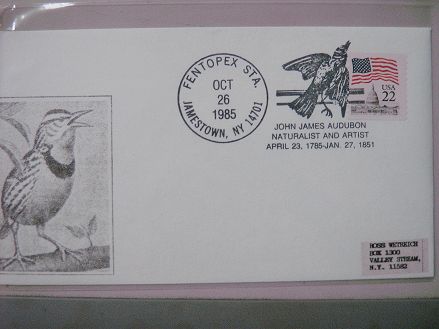 FENTOPEX STA.
OCT
26
1985
JAMESTOWN, NY 14701
USA
22
JOHN JAMES AUDUBON
NATURALIST AND ARTIST
APRIL 23, 1785-JAN. 27, 1851
ROSS WETREICH
BOX 1300
VALLEY STREAM,
N.Y. 11582